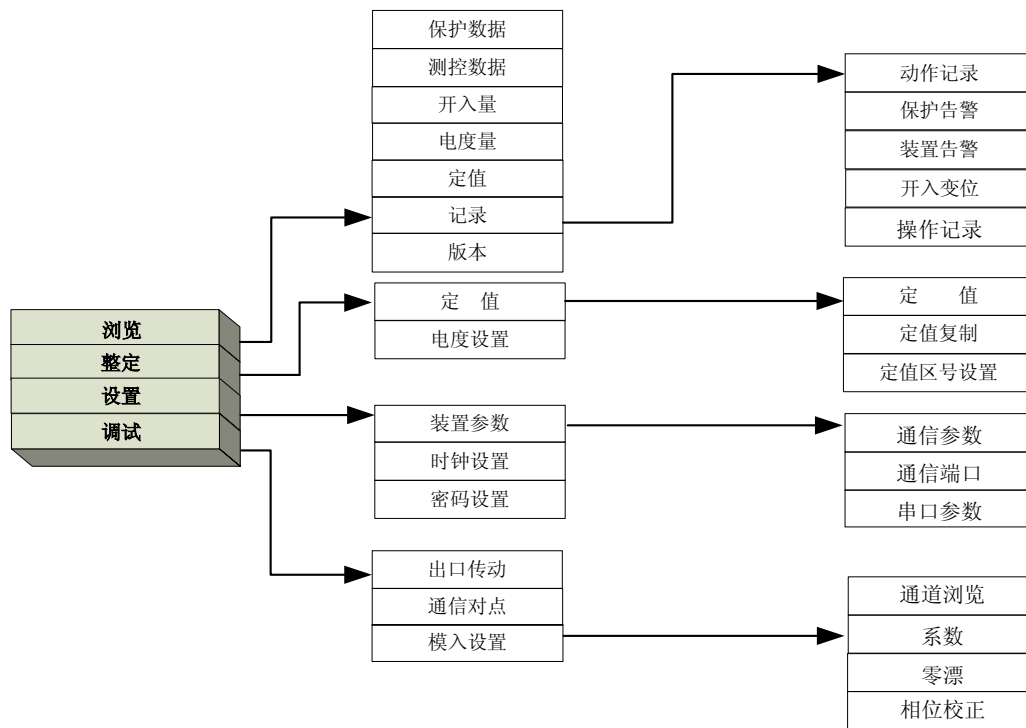 浏览
整定
设置
调试
保护数据
测控数据
开入量
电度量
定值
记录
版本
定 值
电度设置
装置参数
时钟设置
密码设置
出口传动
通信对点
模入设置
动作记录
保护告警
装置告警
开入变位
操作记录
定 值
定值复制
定值区号设置
通信参数
通信端口
串口参数
通道浏览
系数
零漂
相位校正